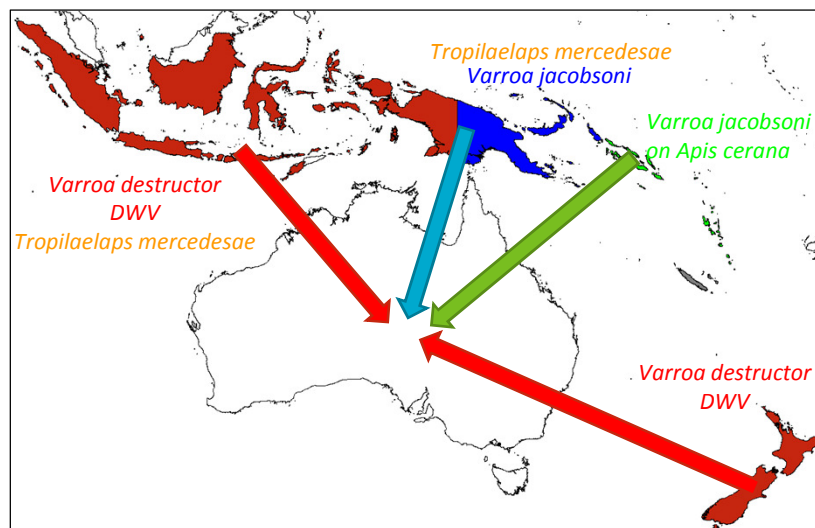 Tropilaelaps mercedesae
Varroa jacobsoni
Varroa jacobsoni
on Apis cerana
Varroa destructor
DWV
Tropilaelaps mercedesae
Varroa destructor
DWV